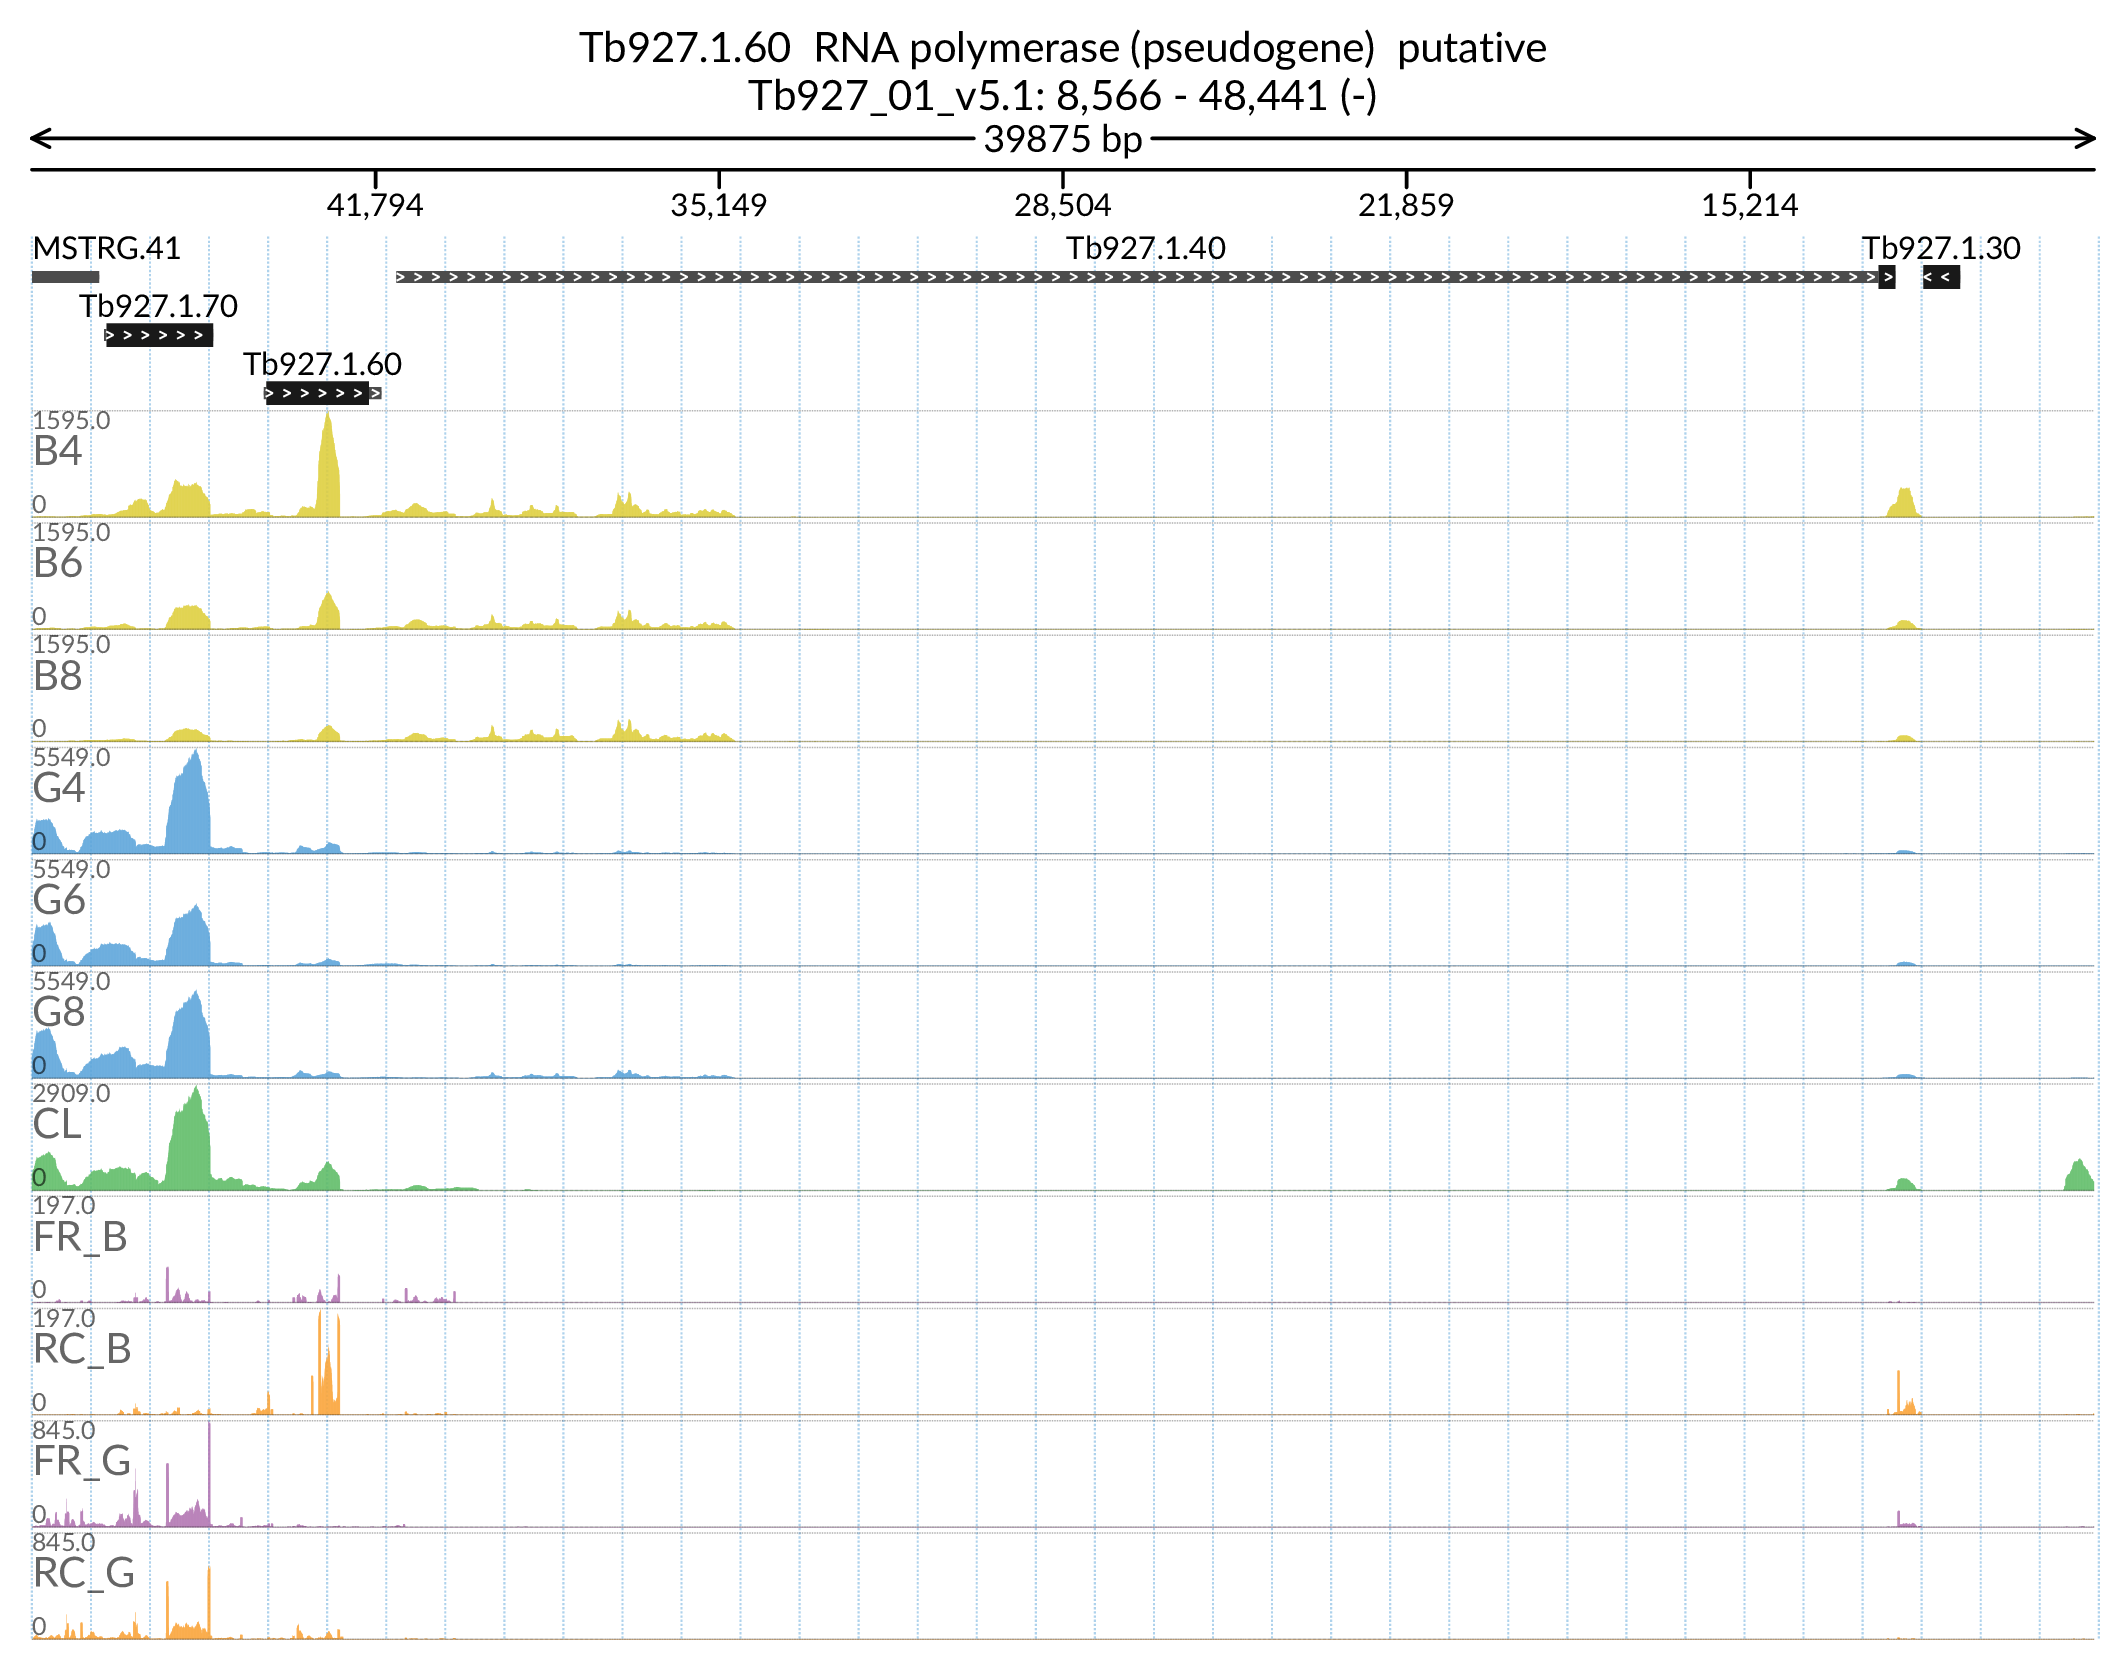 Tb927.1.60  RNA polymerase (pseudogene)  putative
Tb927_01_v5.1: 8,566 - 48,441 (-)
39875 bp
41,794 35,149 28,504 21,859 15,214
MSTRG.41 Tb927.1.40 Tb927.1.30
Tb927.1.70
Tb927.1.60
1595.0
B4
0
1595.0
B6
0
1595.0
B8
0
5549.0
G4
0
5549.0
G6
0
5549.0
G8
0
2909.0
CL
0
197.0
FR_B
0
197.0
RC_B
0
845.0
FR_G
0
845.0
RC_G
0